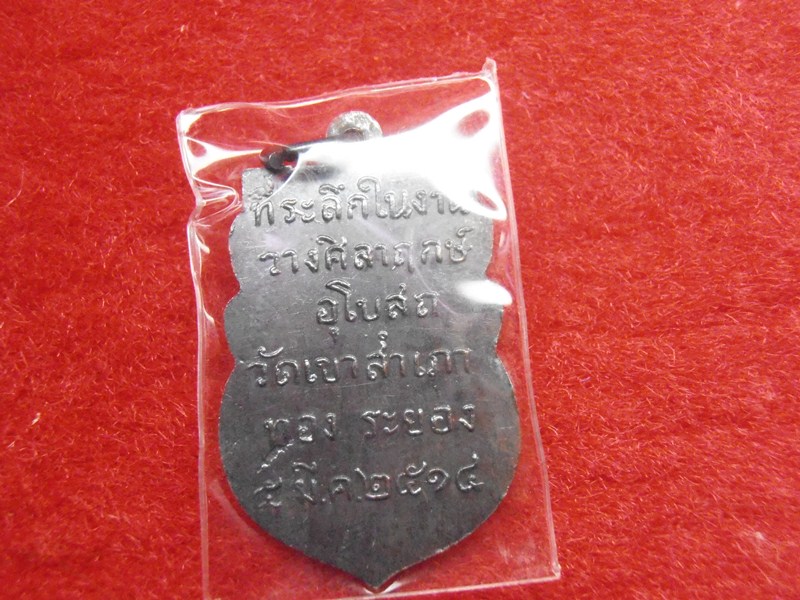 ที่ระลึกในงาน
วางศิลาฤกษ์
อุโบสถ
วัดเขาสำเภา
ทอง ระยอง
๕ มี.ค.๒๕๑๔